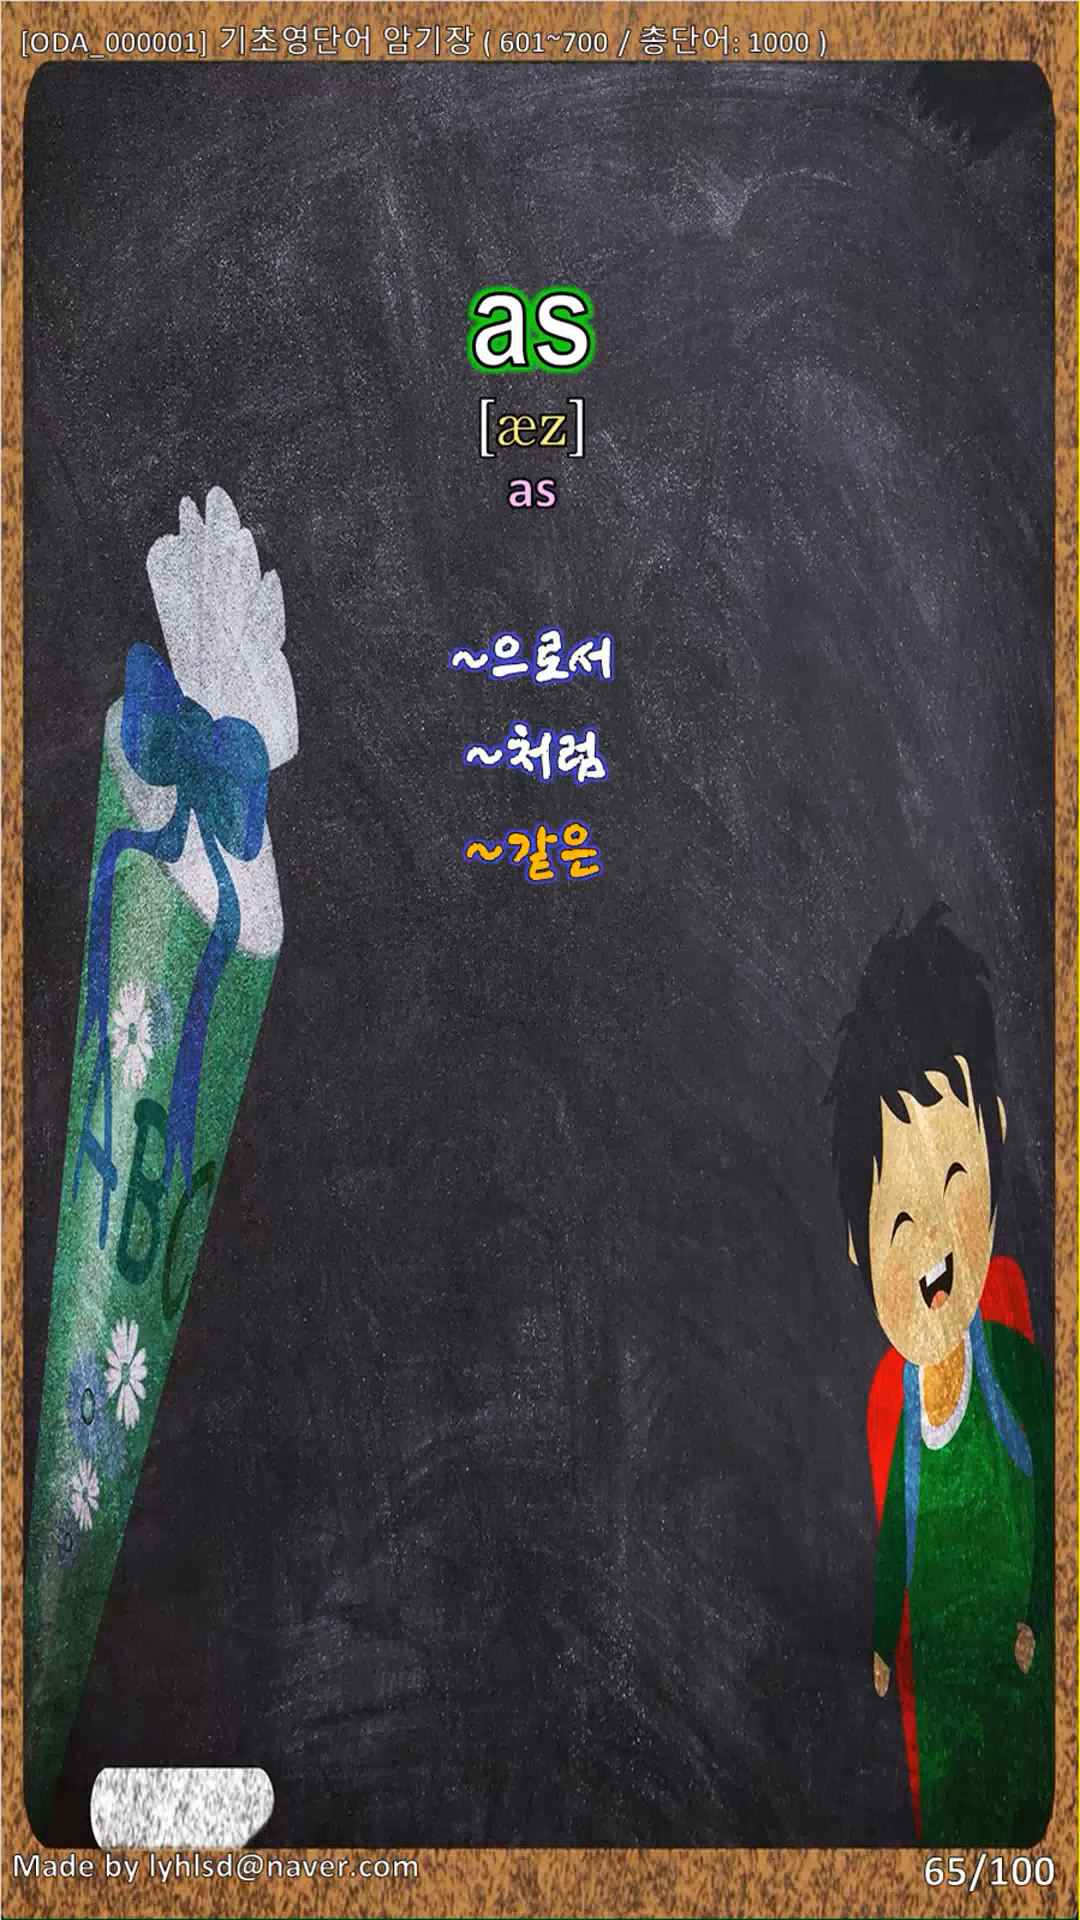 [ODA_000001] 기초영단어 암기장 ( 601~700 / 총단어: 1000 )
as
[æz]
as
~으로서
~처럼
~같은
ABC
Made by lyhlsd@naver.com
65/100